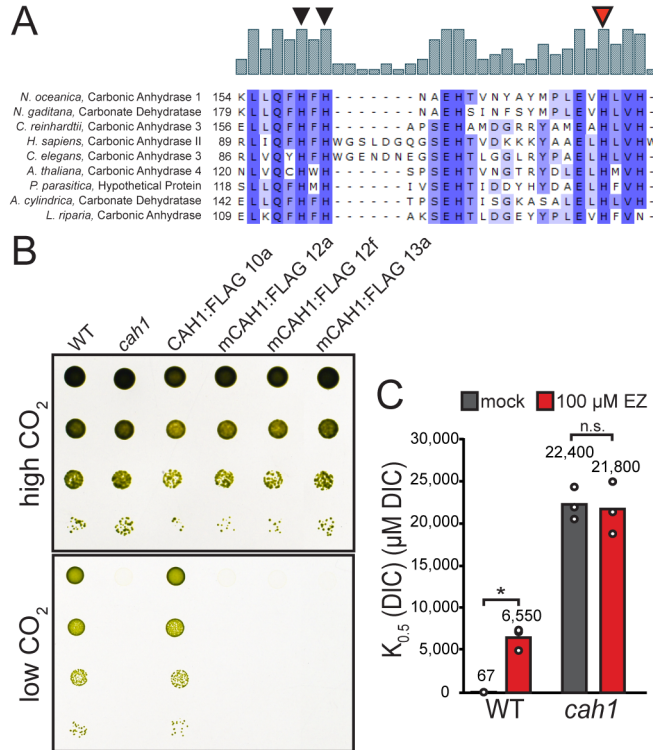 A
N. oceanica, Carbonic Anhydrase 1 154 K L L Q F H F H - - - - - - - N A E H T V N Y A Y M P L E V H L V H -
N. gaditana, Carbonate Dehydratase 179 K L L Q F H F H - - - - - - - N A E H S I N F S Y M P L E V H L V H -
C. reinhardtii, Carbonic Anhydrase 3 156 E L L Q F H F H - - - - - - A P S E H A M D G R R Y A M E A H L V H -
H. sapiens, Carbonic Anhydrase II 89 R L I Q F H F H W G S L D G Q G S E H T V D K K K Y A A E L H L V H W
C. elegans, Carbonic Anhydrase 3 86 R L V Q Y H F H W G E N D N E G S E H T L G G L R Y P A E L H L V H -
A. thaliana, Carbonic Anhydrase 4 120 N L V Q C H W H - - - - - - T P S E H T V N G T R Y D L E L H M V H -
P. parasitica, Hypothetical Protein 118 S L I Q F H M H - - - - - - I V S E H T I D D Y H Y D A E L H F V H -
A. cylindrica, Carbonate Dehydratase 142 E L L Q F H F H - - - - - - T P S E H T I S G K A S A L E L H L V H -
L. riparia, Carbonic Anhydrase 109 E L K Q F H F H - - - - - - A K S E H T L D G E Y Y P L E V H F V N -
B
WT
cah1
CAH1:FLAG 10a
mCAH1:FLAG 12a
mCAH1:FLAG 12f
mCAH1:FLAG 13a
high CO2
low CO2
C
mock 100 µM EZ
n.s.
K0.5 (DIC) (µM DIC)
30,000
25,000
20,000
15,000
10,000
5,000
0
67
*
6,550
22,400
21,800
WT cah1